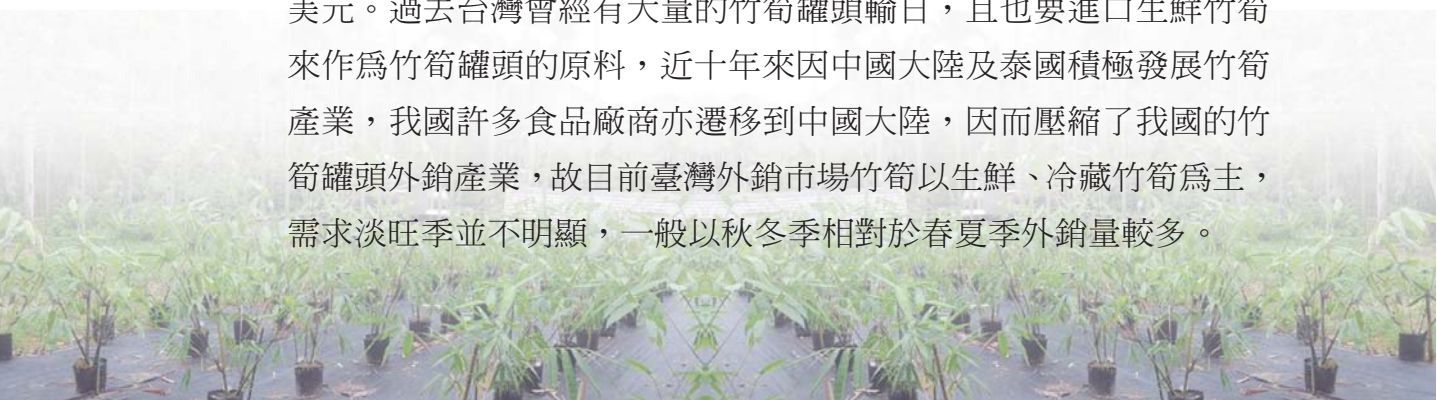 美元。過去台灣曾經有大量的竹筍罐頭輸日，且也要進口生鮮竹筍
來作為竹筍罐頭的原料，近十年來因中國大陸及泰國積極發展竹筍
產業，我國許多食品廠商亦遷移到中國大陸，因而壓縮了我國的竹
筍罐頭外銷產業，故目前臺灣外銷市場竹筍以生鮮、冷藏竹筍為主，
需求淡旺季並不明顯，一般以秋冬季相對於春夏季外銷量較多。